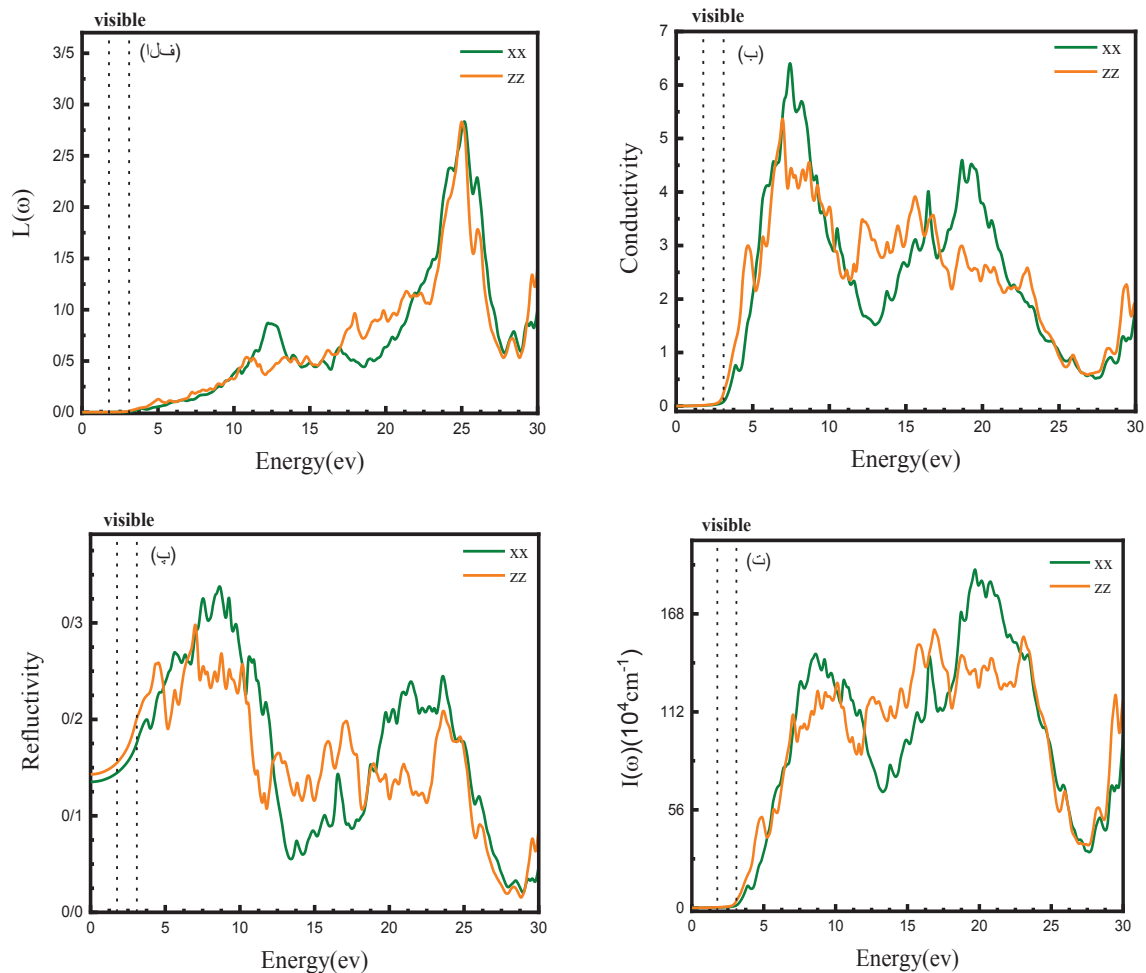 visible
(فلا)
xx
zz
3/5
3/0
2/5
2/0
1/5
1/0
0/5
0/0
L(ω)
0 5 10 15 20 25 30
Energy(ev)
visible
(ب)
xx
zz
7
6
5
4
3
2
1
0
Conductivity
0 5 10 15 20 25 30
Energy(ev)
visible
(پ)
xx
zz
0/3
0/2
0/1
0/0
Refluctivity
0 5 10 15 20 25 30
Energy(ev)
visible
(ت)
xx
zz
168
112
56
0
I(ω)(10⁴cm⁻¹)
0 5 10 15 20 25 30
Energy(ev)